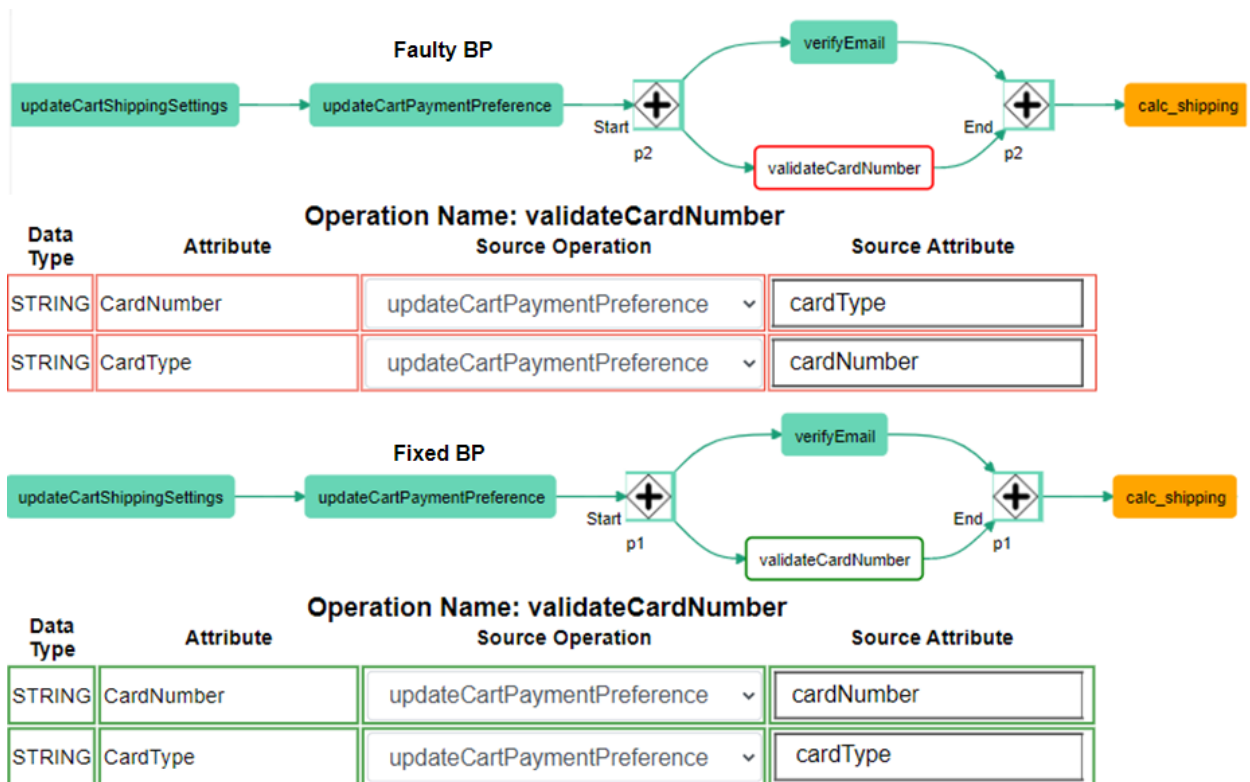 Faulty BP
verifyEmail
updateCartShippingSettings
updateCartPaymentPreference
calc_shipping
Start
End
p2
p2
validateCardNumber
Operation Name: validateCardNumber
Data Type Attribute Source Operation Source Attribute
STRING CardNumber updateCartPaymentPreference cardType
STRING CardType updateCartPaymentPreference cardNumber
Fixed BP
verifyEmail
updateCartShippingSettings
updateCartPaymentPreference
calc_shipping
Start
End
p1
p1
validateCardNumber
Operation Name: validateCardNumber
Data Type Attribute Source Operation Source Attribute
STRING CardNumber updateCartPaymentPreference cardNumber
STRING CardType updateCartPaymentPreference cardType